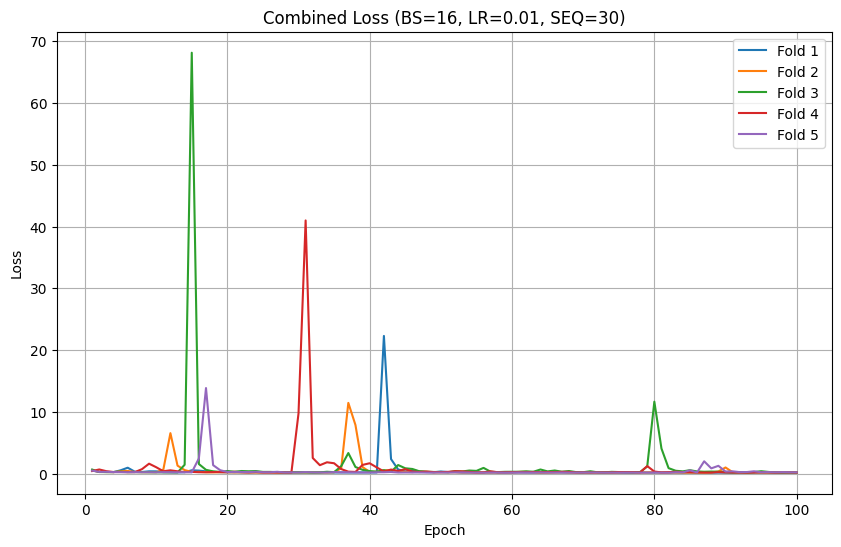 Combined Loss (BS=16, LR=0.01, SEQ=30)
Fold 1
Fold 2
Fold 3
Fold 4
Fold 5
70
60
50
40
30
20
10
0
Loss
0 20 40 60 80 100
Epoch